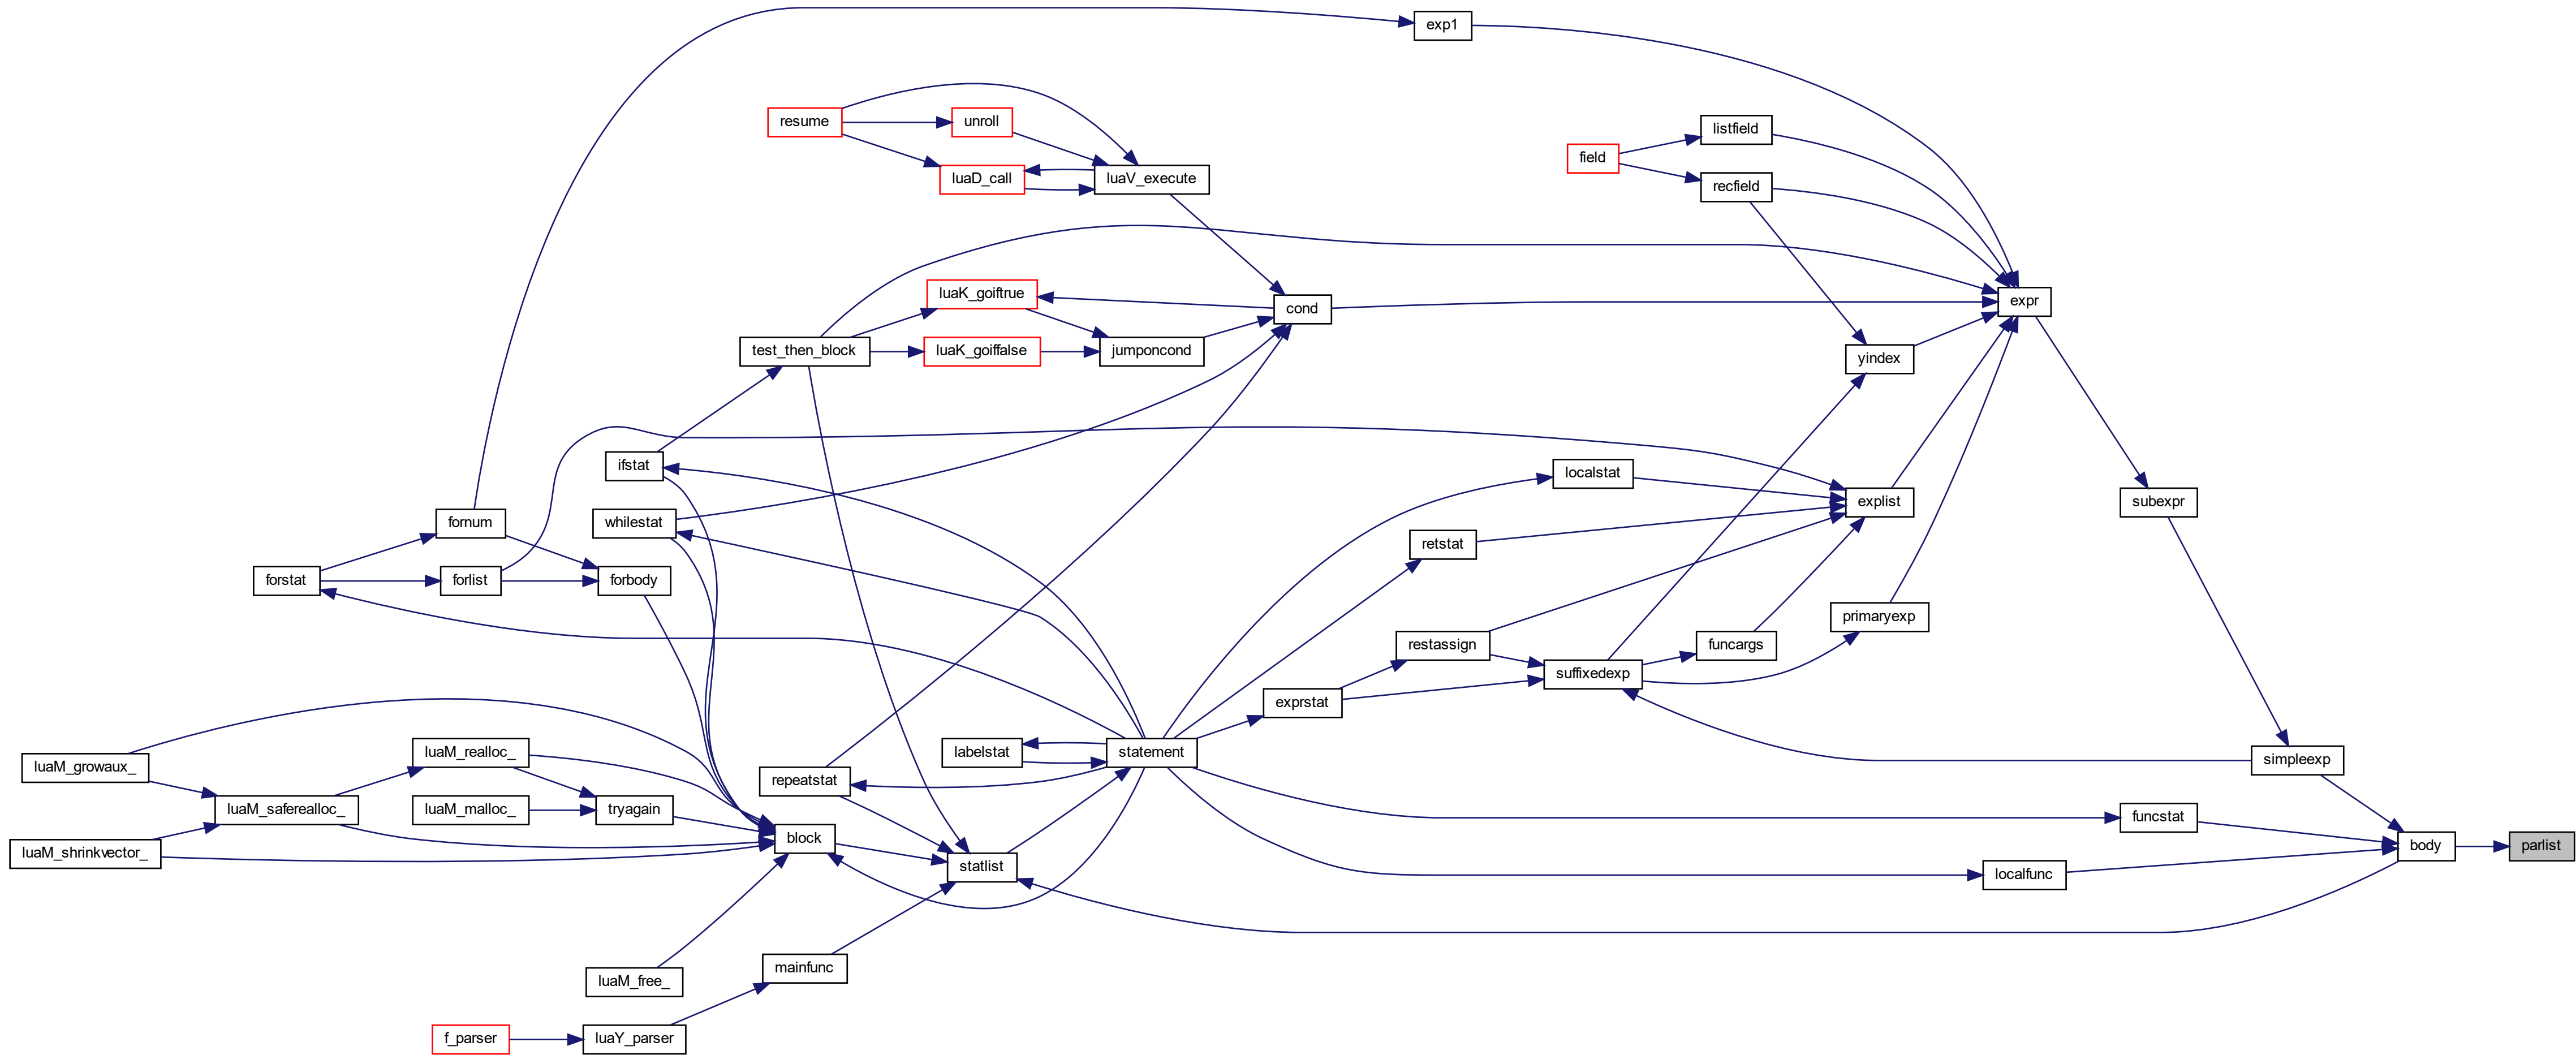 exp1
resume
unroll
listfield
field
luaD_call
luaV_execute
recfield
luaK_goiftrue
cond
expr
test_then_block
luaK_goiffalse
jumponcond
yindex
ifstat
localstat
explist
subexpr
fornum
whilestat
retstat
forstat
forlist
forbody
primaryexp
restassign
funcargs
suffixedexp
exprstat
luaM_growaux_
luaM_realloc_
labelstat
statement
simpleexp
repeatstat
luaM_saferealloc_
luaM_malloc_
tryagain
funcstat
luaM_shrinkvector_
block
body
parlist
statlist
localfunc
luaM_free_
mainfunc
f_parser
luaY_parser